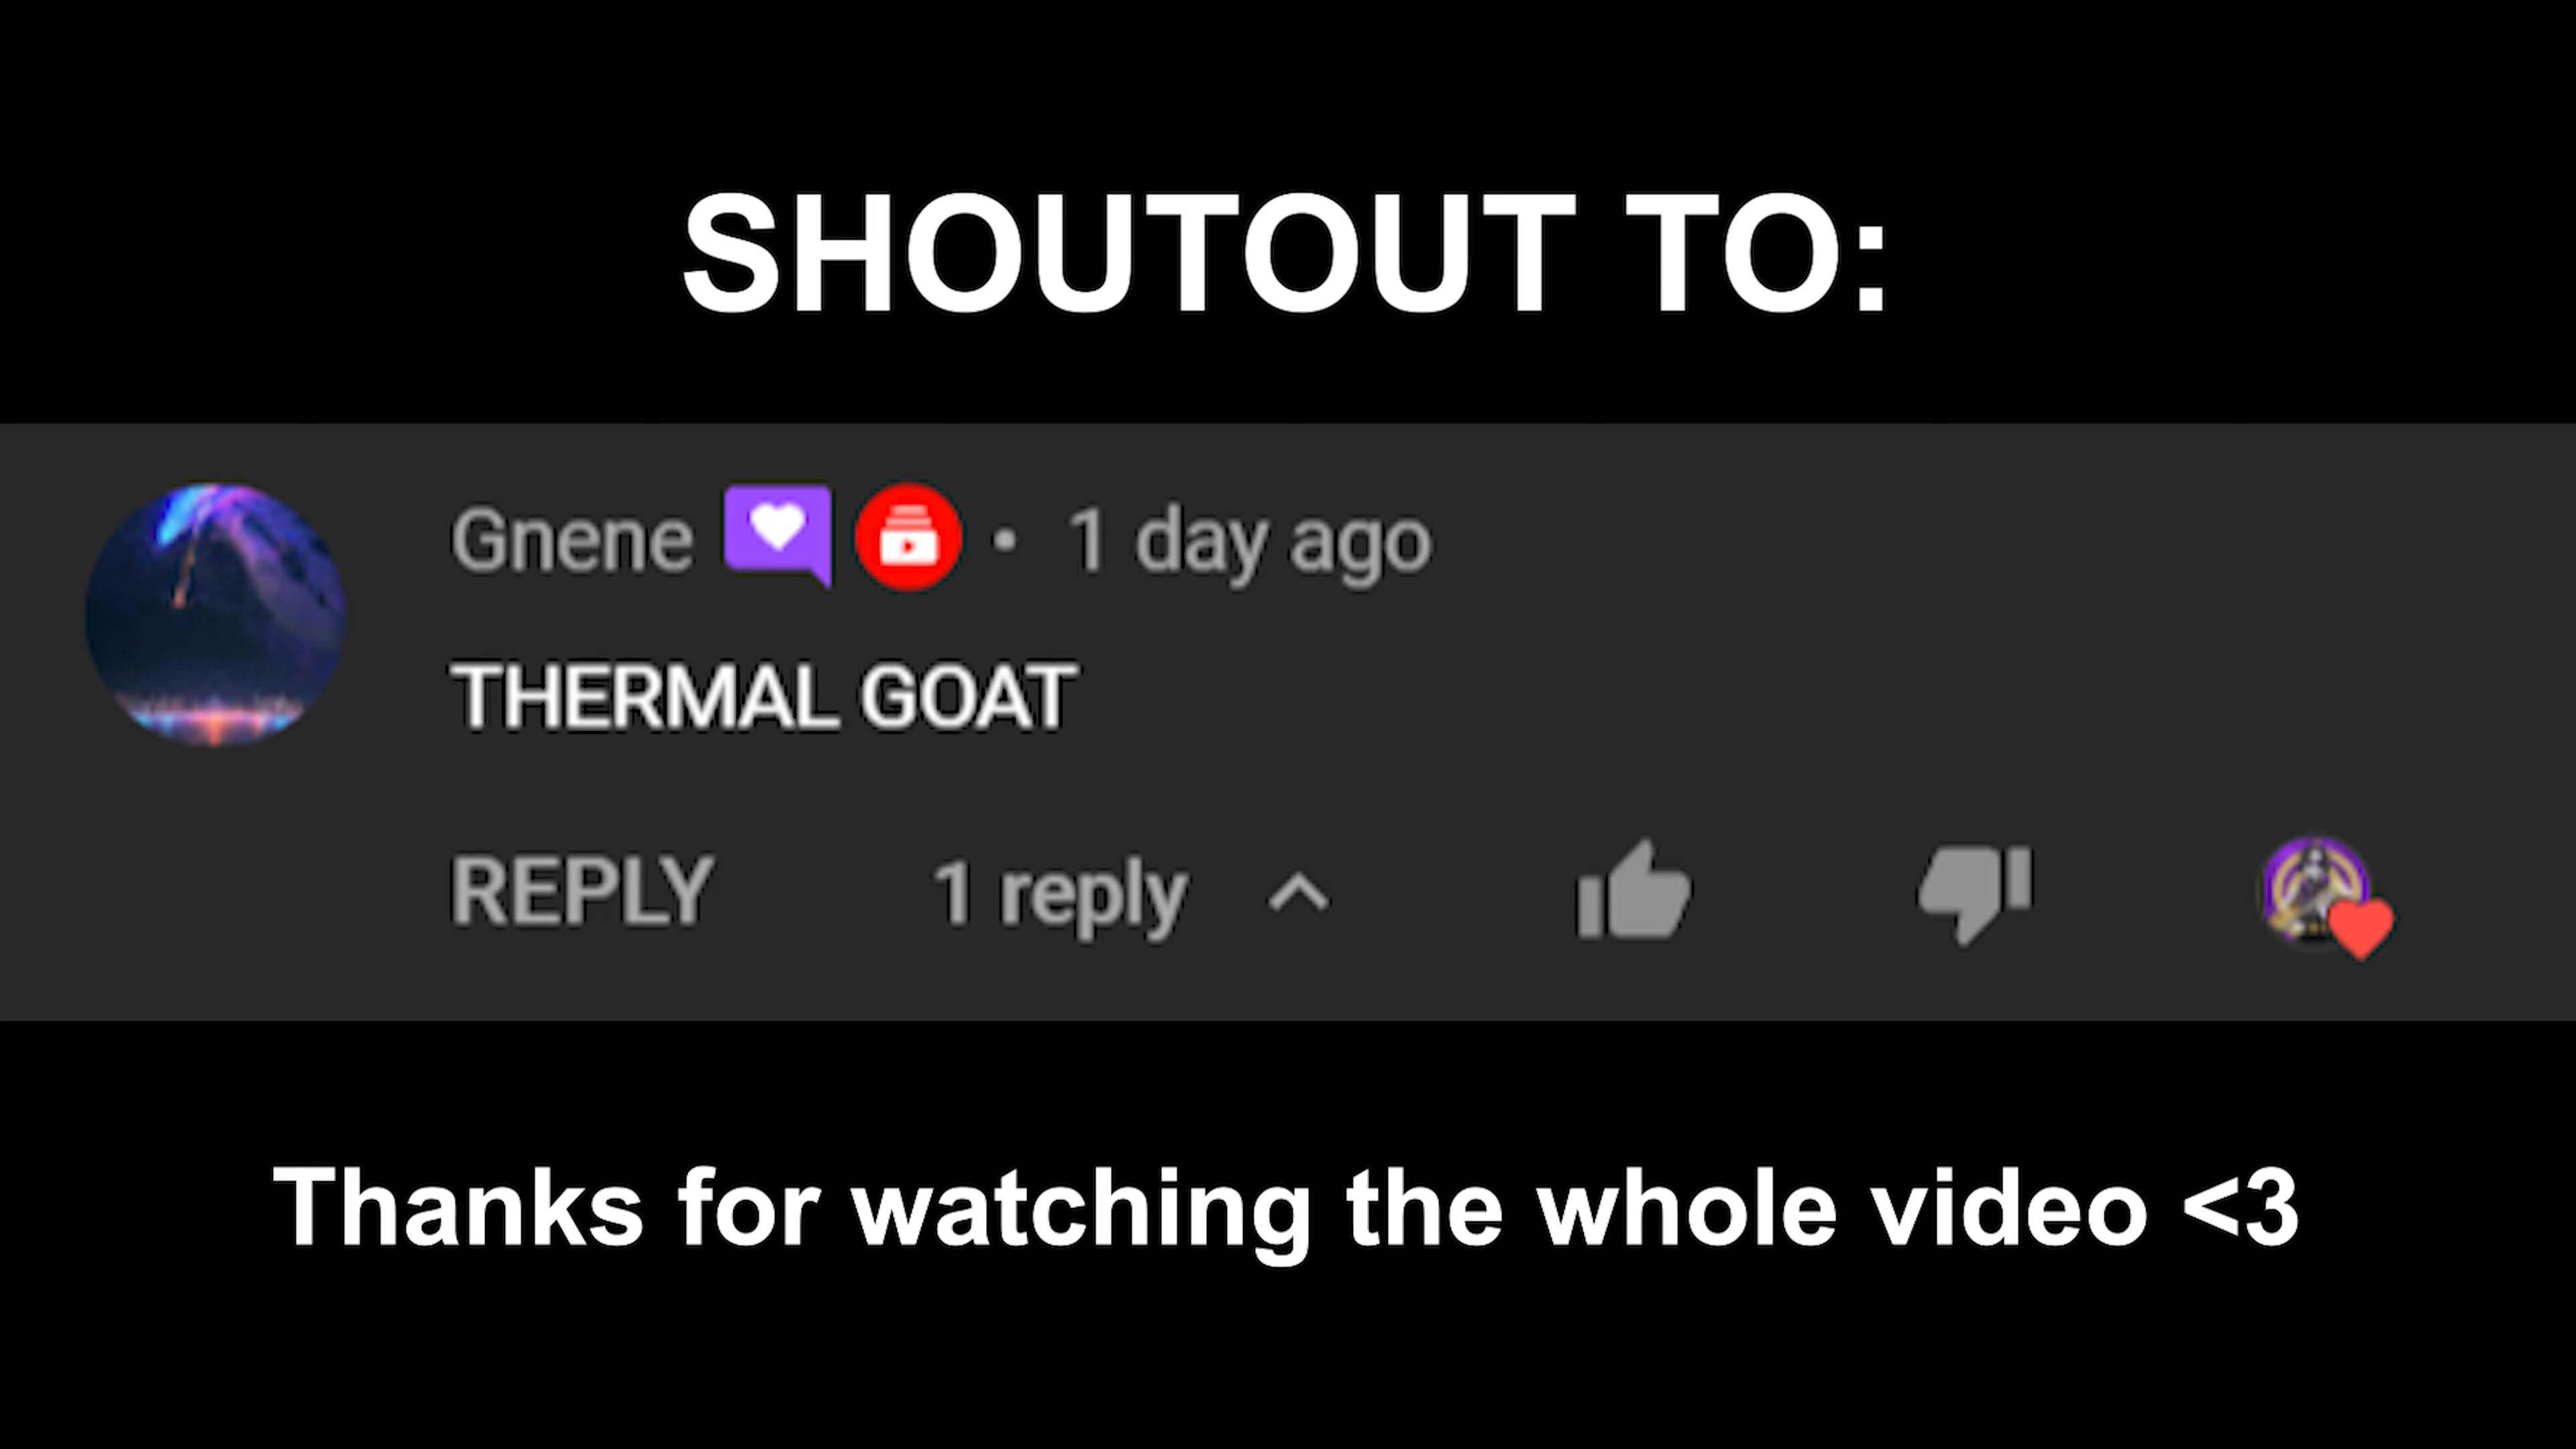 SHOUTOUT TO:
Gnene • 1 day ago
THERMAL GOAT
REPLY 1 reply
Thanks for watching the whole video <3